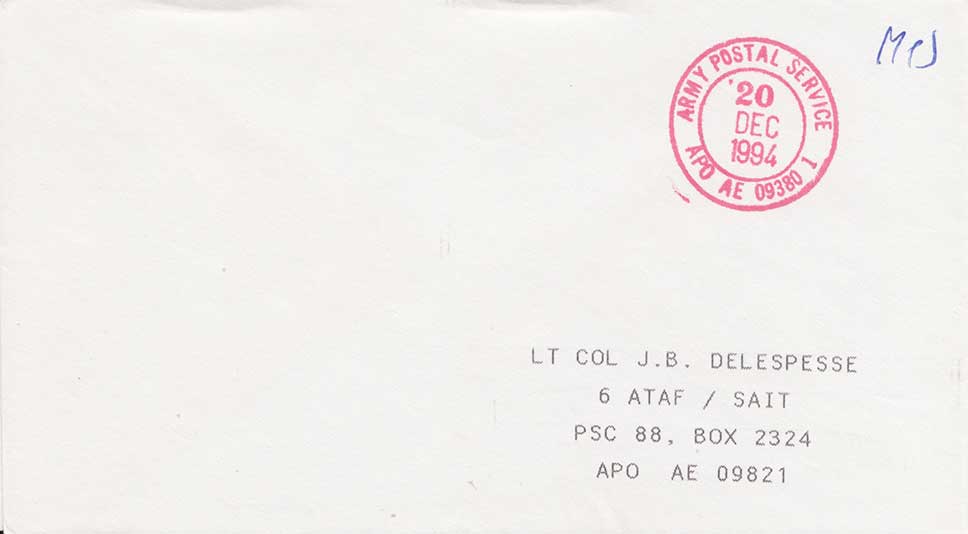 ARMY POSTAL SERVICE
20
DEC
1994
APO AE 09380 1
LT COL J.B. DELESPESSE
6 ATAF / SAIT
PSC 88, BOX 2324
APO AE 09821